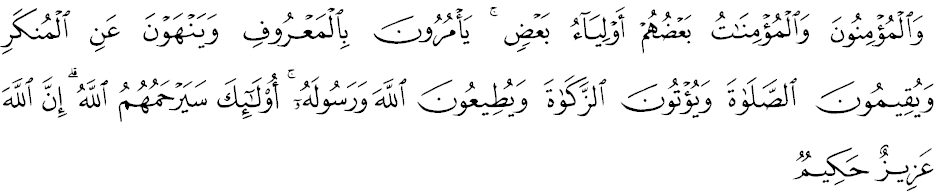 وَٱلْمُؤْمِنُونَ وَٱلْمُؤْمِنَـٰتُ بَعْضُهُمْ أَوْلِيَآءُ بَعْضٍ ۚ يَأْمُرُونَ بِٱلْمَعْرُوفِ وَيَنْهَوْنَ عَنِ ٱلْمُنكَرِ
وَيُقِيمُونَ ٱلصَّلَوٰةَ وَيُؤْتُونَ ٱلزَّكَوٰةَ وَيُطِيعُونَ ٱللَّهَ وَرَسُولَهُۥٓ ۚ أُو۟لَـٰٓئِكَ سَيَرْحَمُهُمُ ٱللَّهُ ۗ إِنَّ ٱللَّهَ
عَزِيزٌ حَكِيمٌ